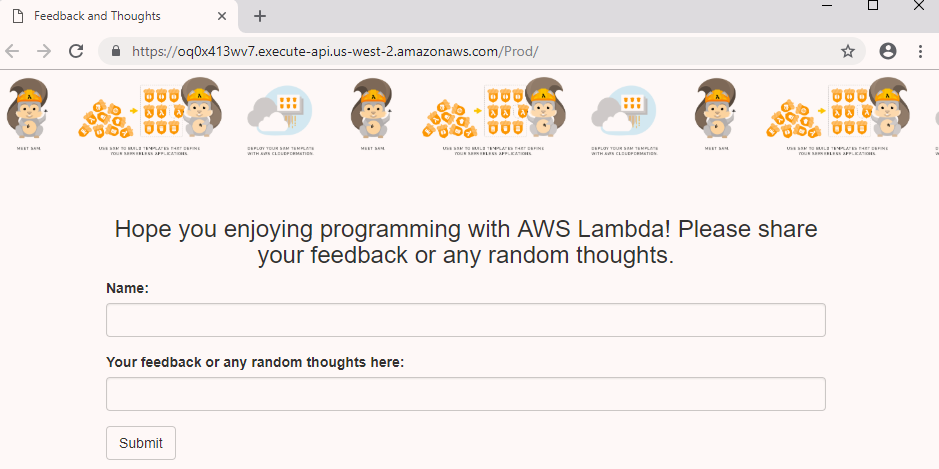 Feedback and Thoughts
https://oq0x413wv7.execute-api.us-west-2.amazonaws.com/Prod/
MEET SAM.
USE SAM TO BUILD TEMPLATES THAT DEFINE
YOUR SERVERLESS APPLICATIONS.
DEPLOY YOUR SAM TEMPLATE
WITH AWS CLOUDFORMATION.
MEET SAM.
USE SAM TO BUILD TEMPLATES THAT DEFINE
YOUR SERVERLESS APPLICATIONS.
DEPLOY YOUR SAM TEMPLATE
WITH AWS CLOUDFORMATION.
MEET SAM.
USE SAM TO BUILD TEMPLATES THAT DEFINE
YOUR SERVERLESS APPLICATIONS.
Hope you enjoying programming with AWS Lambda! Please share
your feedback or any random thoughts.
Name:
Your feedback or any random thoughts here:
Submit